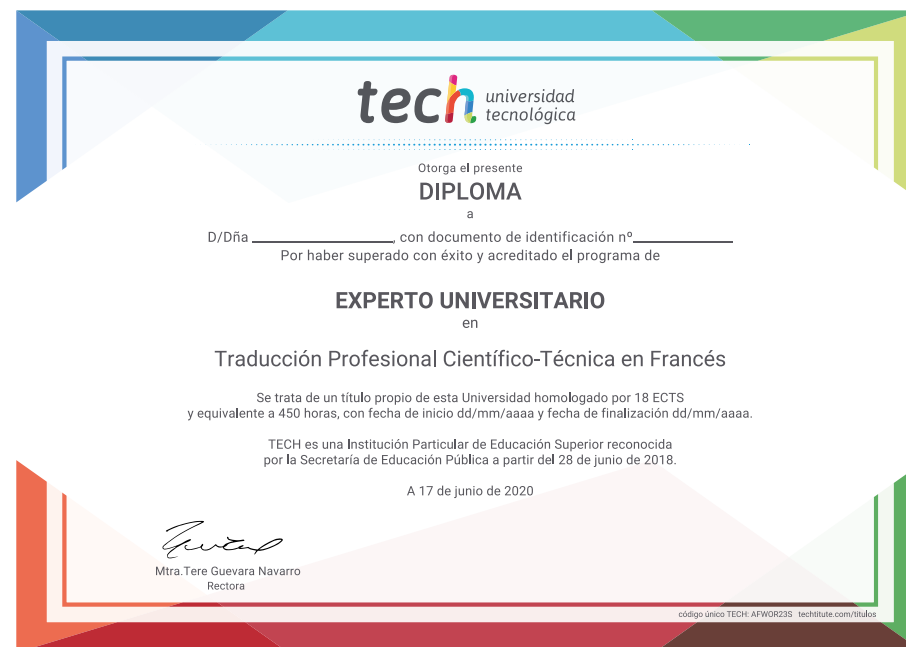 tech universidad
tecnológica
Otorga el presente
DIPLOMA
a
D/Dña ____________________, con documento de identificación nº______________
Por haber superado con éxito y acreditado el programa de
EXPERTO UNIVERSITARIO
en
Traducción Profesional Científico-Técnica en Francés
Se trata de un título propio de esta Universidad homologado por 18 ECTS
y equivalente a 450 horas, con fecha de inicio dd/mm/aaaa y fecha de finalización dd/mm/aaaa.
TECH es una Institución Particular de Educación Superior reconocida
por la Secretaría de Educación Pública a partir del 28 de junio de 2018.
A 17 de junio de 2020
Mtra.Tere Guevara Navarro
Rectora
código único TECH: AFWOR23S techtitute.com/titulos